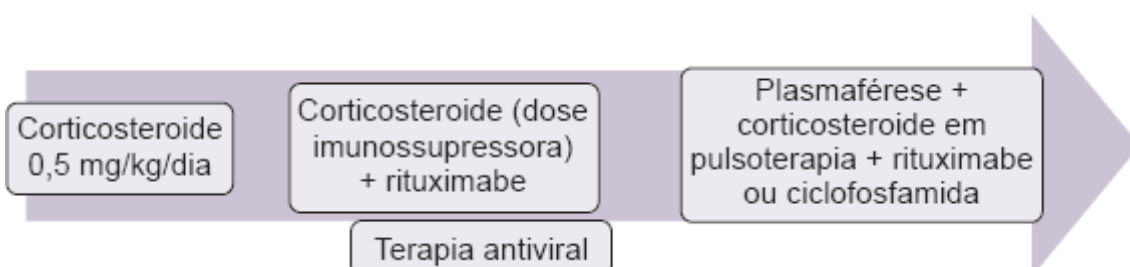 Corticosteroide
0,5 mg/kg/dia
Corticosteroide (dose
imunossupressora)
+ rituximabe
Terapia antiviral
Plasmaférese +
corticosteroide em
pulsoterapia + rituximabe
ou ciclofosfamida